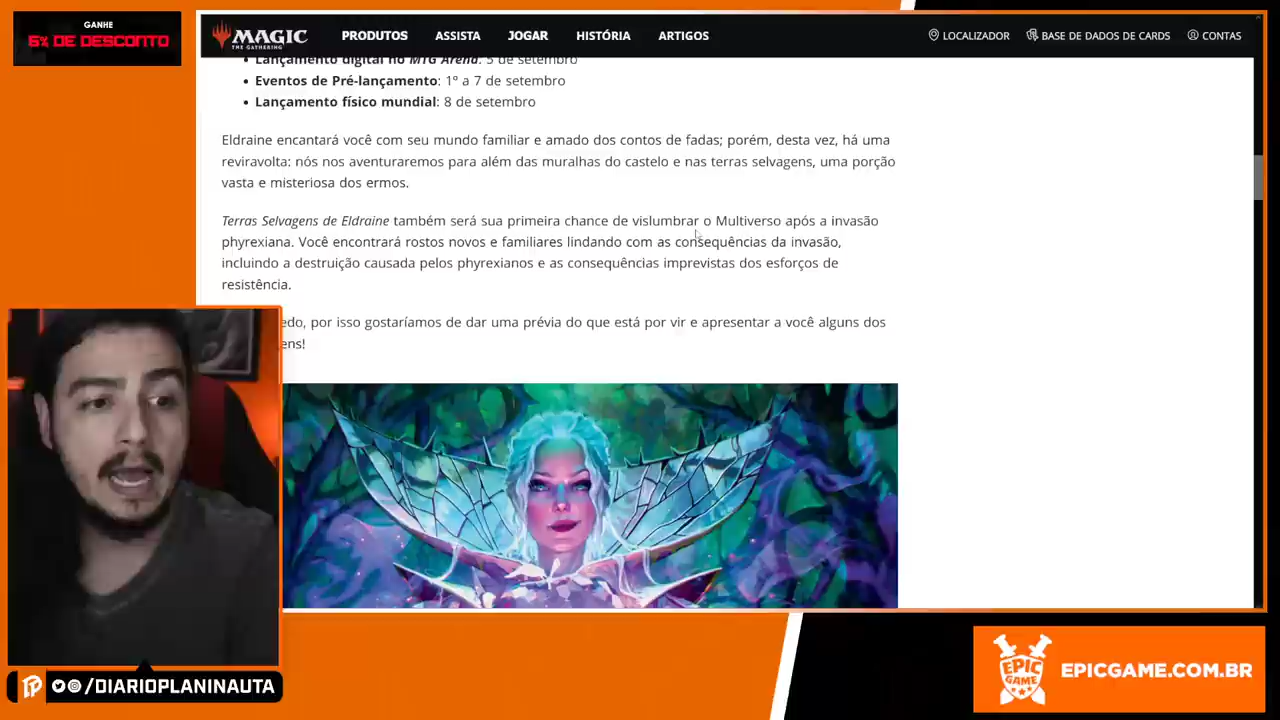 GANHE
6% DE DESCONTO
MAGIC
THE GATHERING
PRODUTOS ASSISTA JOGAR HISTÓRIA ARTIGOS LOCALIZADOR BASE DE DADOS DE CARDS CONTAS
• Lançamento digital no MTG Arena: 5 de setembro
• Eventos de Pré-lançamento: 1º a 7 de setembro
• Lançamento físico mundial: 8 de setembro
Eldraine encantará você com seu mundo familiar e amado dos contos de fadas; porém, desta vez, há uma
reviravolta: nós nos aventuraremos para além das muralhas do castelo e nas terras selvagens, uma porção
vasta e misteriosa dos ermos.
Terras Selvagens de Eldraine também será sua primeira chance de vislumbrar o Multiverso após a invasão
phyrexiana. Você encontrará rostos novos e familiares lindando com as consequências da invasão,
incluindo a destruição causada pelos phyrexianos e as consequências imprevistas dos esforços de
resistência.
edo, por isso gostaríamos de dar uma prévia do que está por vir e apresentar a você alguns dos
ens!
/DIARIOPLANINAUTA
EPIC
GAME
EPICGAME.COM.BR